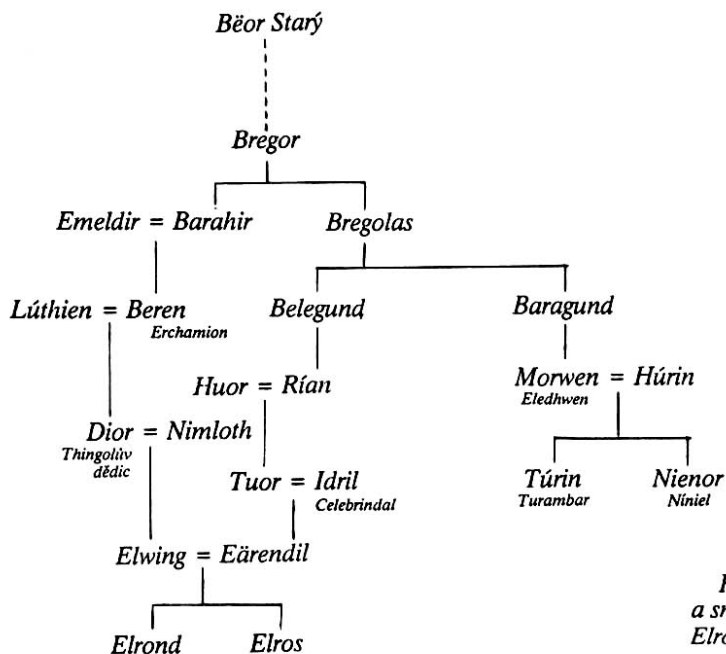 Bëor Starý
Bregor
Emeldir = Barahir
Bregolas
Lúthien = Beren
Erchamion
Belegund
Baragund
Huor = Rían
Morwen = Húrin
Eledhwen
Dior = Nimloth
Thingolův
dědic
Tuor = Idril
Celebrindal
Túrin
Turambar
Nienor
Níniel
Elwing = Eärendil
Elrond
Elros
a